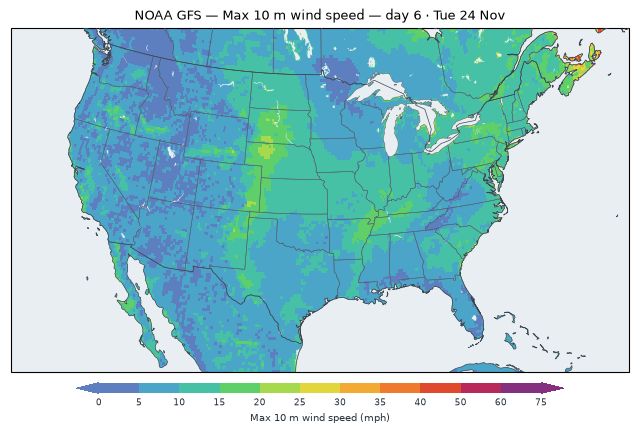 NOAA GFS — Max 10 m wind speed — day 6 · Tue 24 Nov
0 5 10 15 20 25 30 35 40 50 60 75
Max 10 m wind speed (mph)